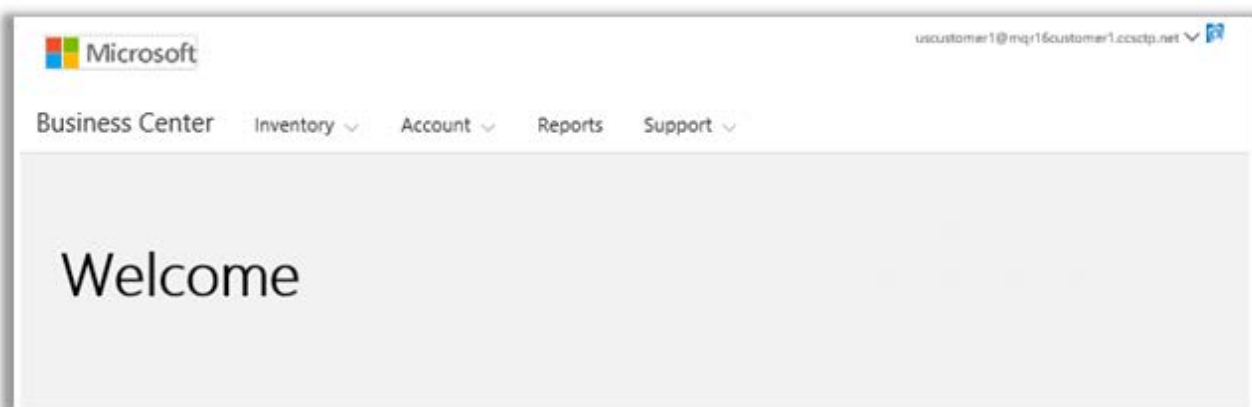 Microsoft
uscustomer1@mqr16customer1.ccsctp.net
Business Center Inventory Account Reports Support
Welcome